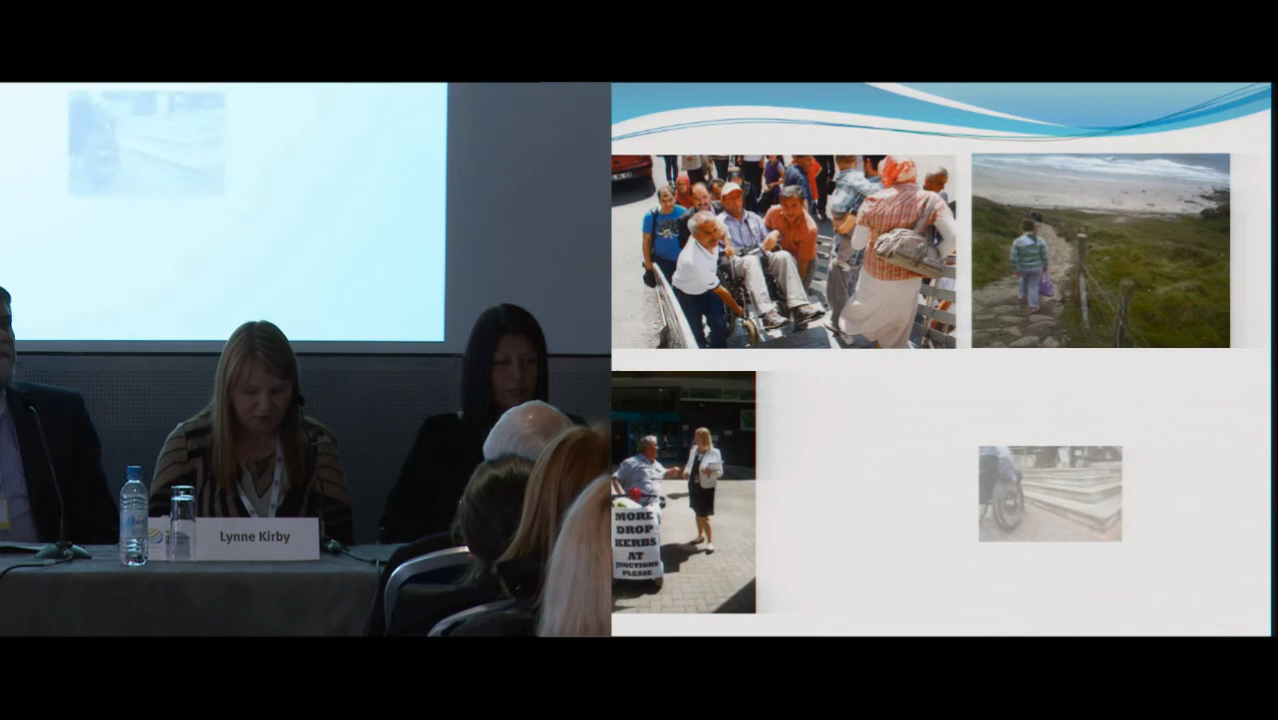 Lynne Kirby
MORE
DROP
KERBS
AT
JUNCTIONS
PLEASE